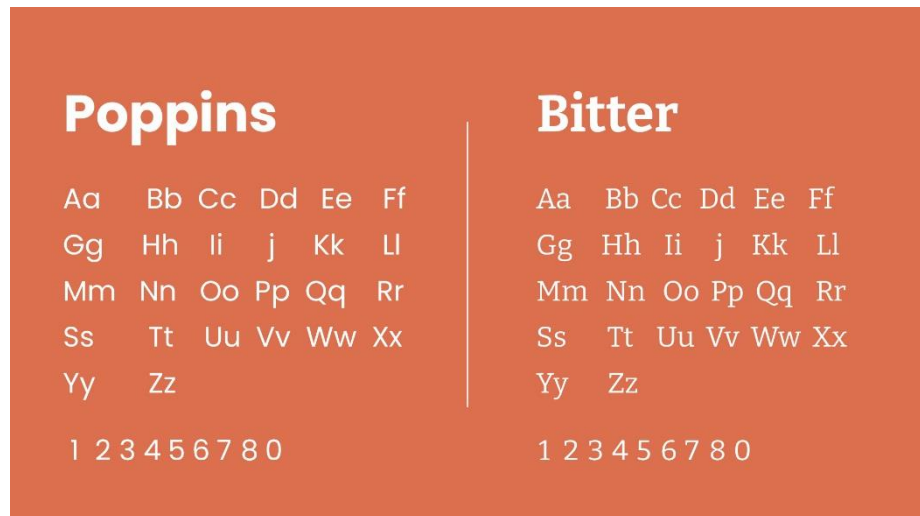 Poppins
Aa Bb Cc Dd Ee Ff
Gg Hh Ii j Kk Ll
Mm Nn Oo Pp Qq Rr
Ss Tt Uu Vv Ww Xx
Yy Zz
1 2 3 4 5 6 7 8 0
Bitter
Aa Bb Cc Dd Ee Ff
Gg Hh Ii j Kk Ll
Mm Nn Oo Pp Qq Rr
Ss Tt Uu Vv Ww Xx
Yy Zz
1 2 3 4 5 6 7 8 0